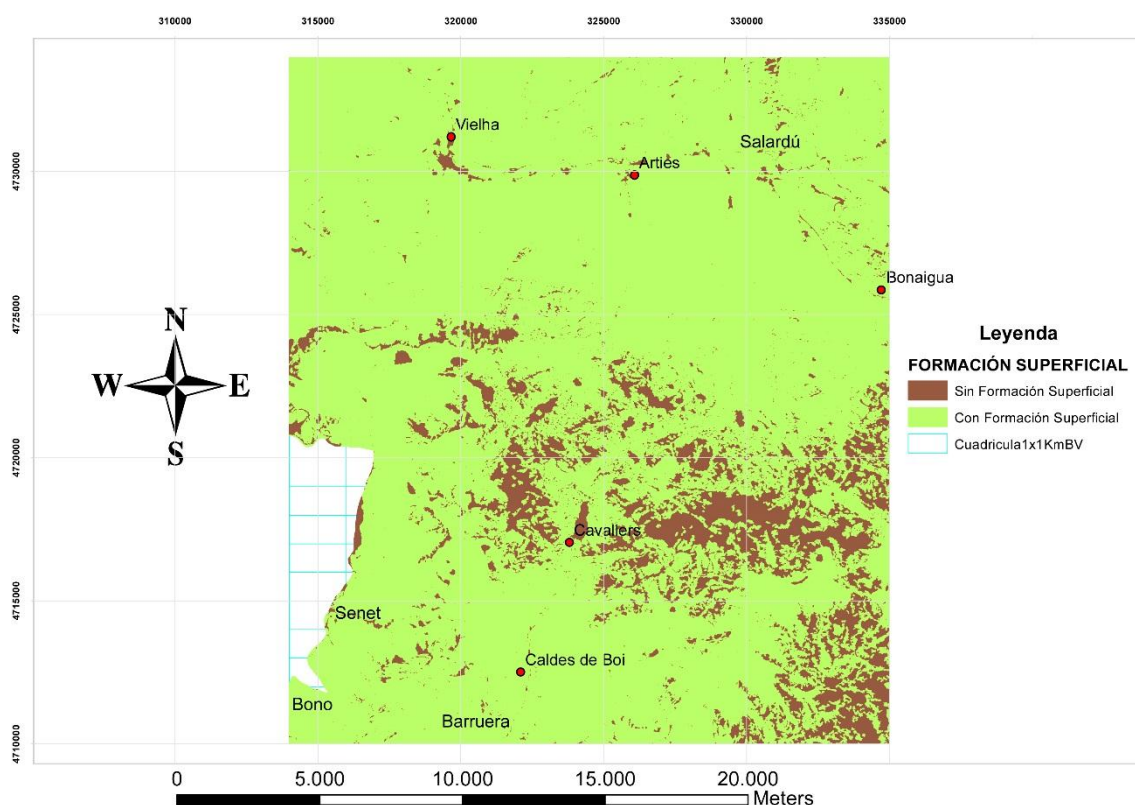 310000 315000 320000 325000 330000 335000
4730000
4725000
4720000
4715000
4710000
Vielha
Salardú
Arties
Bonaigua
N
W E
S
Cavallers
Senet
Caldes de Boi
Bono
Barruera
Leyenda
FORMACIÓN SUPERFICIAL
Sin Formación Superficial
Con Formación Superficial
Cuadricula1x1KmBV
0 5.000 10.000 15.000 20.000
Meters